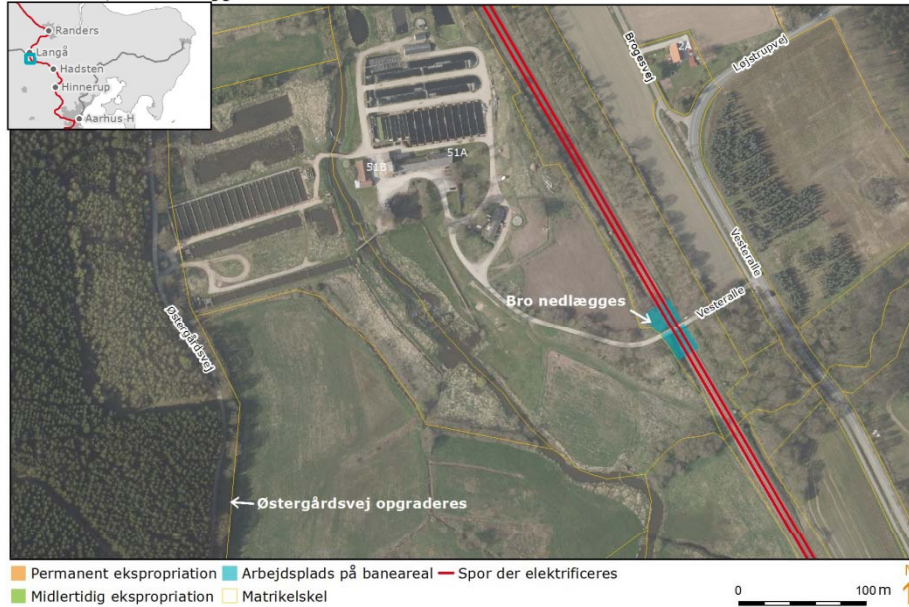 Randers
Langå
Hadsten
Hinnerup
Aarhus H
Brogesvej
2A
Løjstrupvej
51A
51B
Bro nedlægges
Vesteralle
Vesteralle
Østergårdsvej
Østergårdsvej opgraderes
Permanent ekspropriation
Arbejdsplads på baneareal
Spor der elektrificeres
Midlertidig ekspropriation
Matrikelskel
0 100 m
N